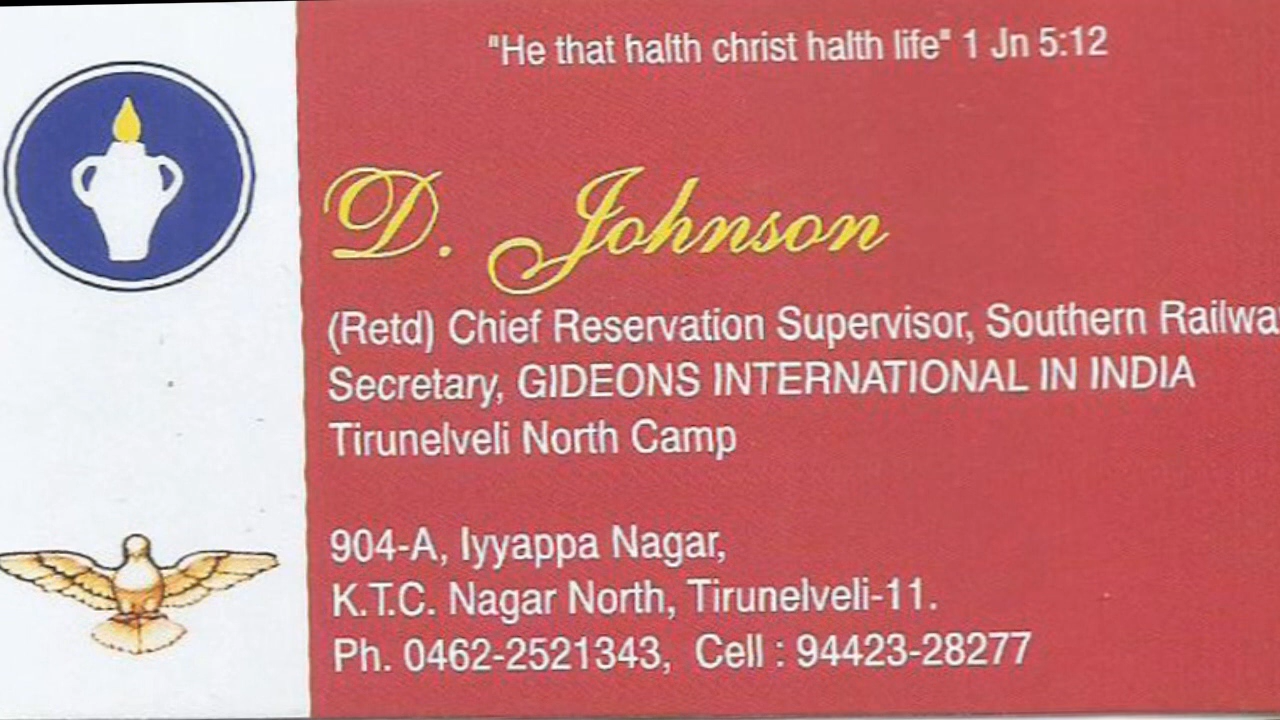 "He that halth christ halth life" 1 Jn 5:12
D. Johnson
(Retd) Chief Reservation Supervisor, Southern Railwa
Secretary, GIDEONS INTERNATIONAL IN INDIA
Tirunelveli North Camp
904-A, Iyyappa Nagar,
K.T.C. Nagar North, Tirunelveli-11.
Ph. 0462-2521343, Cell : 94423-28277